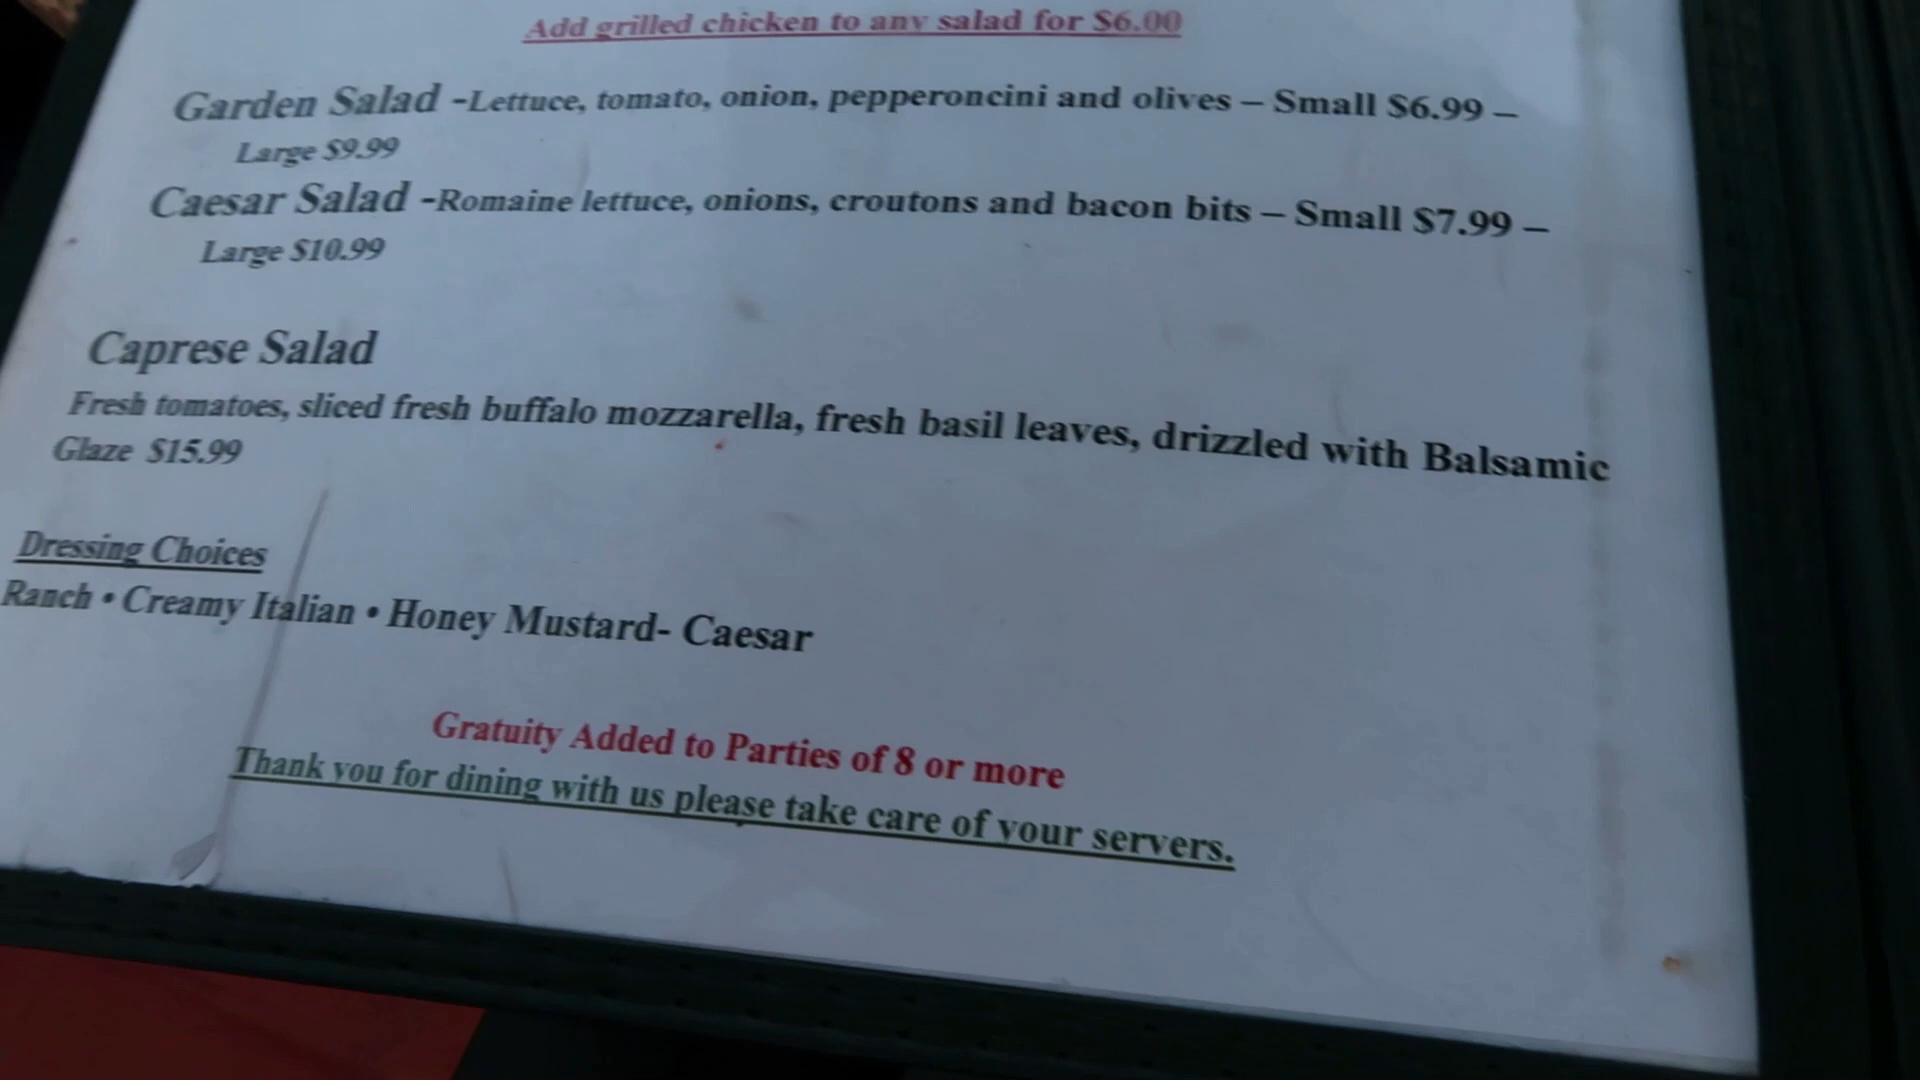 Add grilled chicken to any salad for $6.00
Garden Salad -Lettuce, tomato, onion, pepperoncini and olives – Small $6.99 –
Large $9.99
Caesar Salad -Romaine lettuce, onions, croutons and bacon bits – Small $7.99 –
Large $10.99
Caprese Salad
Fresh tomatoes, sliced fresh buffalo mozzarella, fresh basil leaves, drizzled with Balsamic
Glaze $15.99
Dressing Choices
Ranch • Creamy Italian • Honey Mustard- Caesar
Gratuity Added to Parties of 8 or more
Thank you for dining with us please take care of your servers.